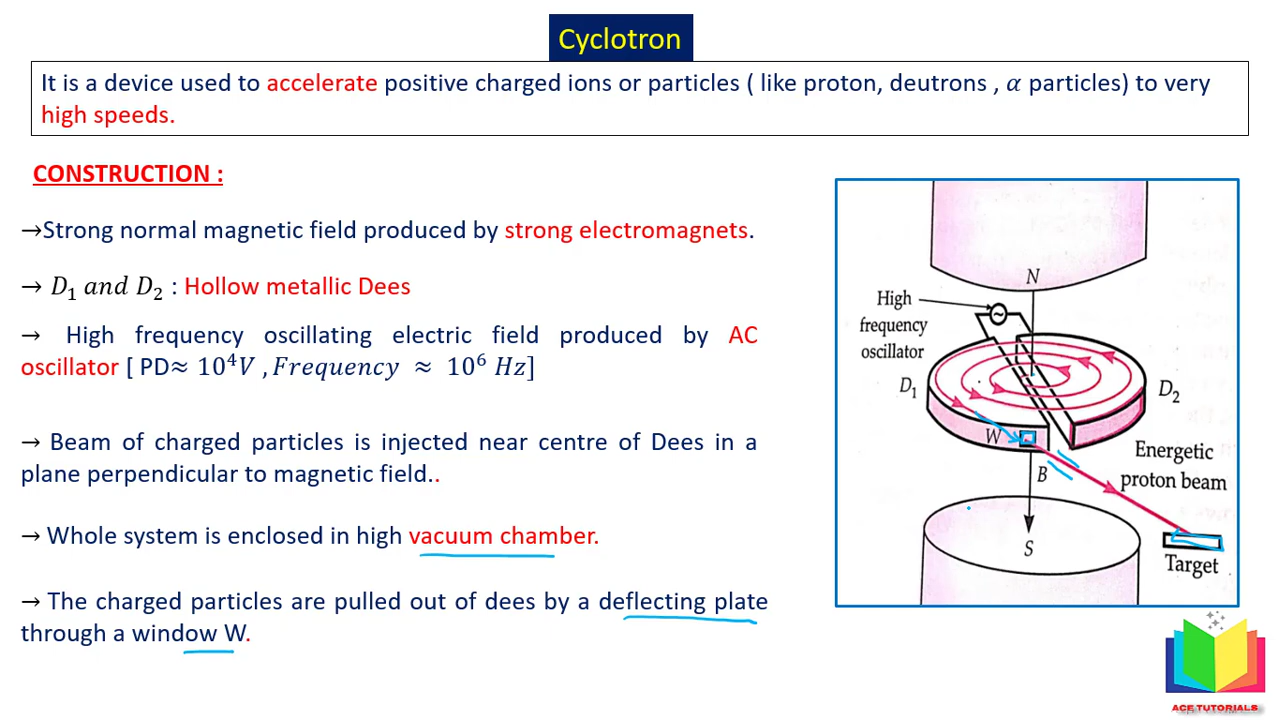 Cyclotron
It is a device used to accelerate positive charged ions or particles ( like proton, deutrons , α particles) to very
high speeds.
CONSTRUCTION :
→Strong normal magnetic field produced by strong electromagnets.
→ D₁ and D₂ : Hollow metallic Dees
→ High frequency oscillating electric field produced by AC
oscillator [ PD≈ 10⁴V , Frequency ≈ 10⁶ Hz]
→ Beam of charged particles is injected near centre of Dees in a
plane perpendicular to magnetic field..
→ Whole system is enclosed in high vacuum chamber.
→ The charged particles are pulled out of dees by a deflecting plate
through a window W.
N
High
frequency
oscillator
~
D₁
D₂
W
B
Energetic
proton beam
S
Target
ACE TUTORIALS